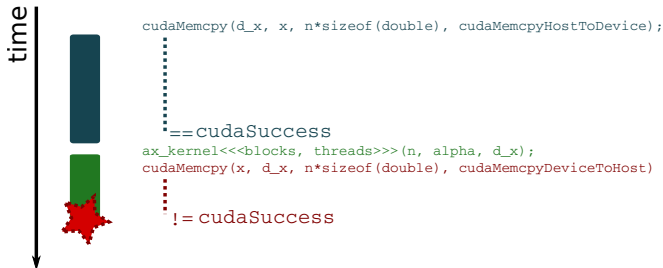 time
cudaMemcpy(d_x, x, n*sizeof(double), cudaMemcpyHostToDevice);
==cudaSuccess
ax_kernel<<<blocks, threads>>>(n, alpha, d_x);
cudaMemcpy(x, d_x, n*sizeof(double), cudaMemcpyDeviceToHost)
!= cudaSuccess